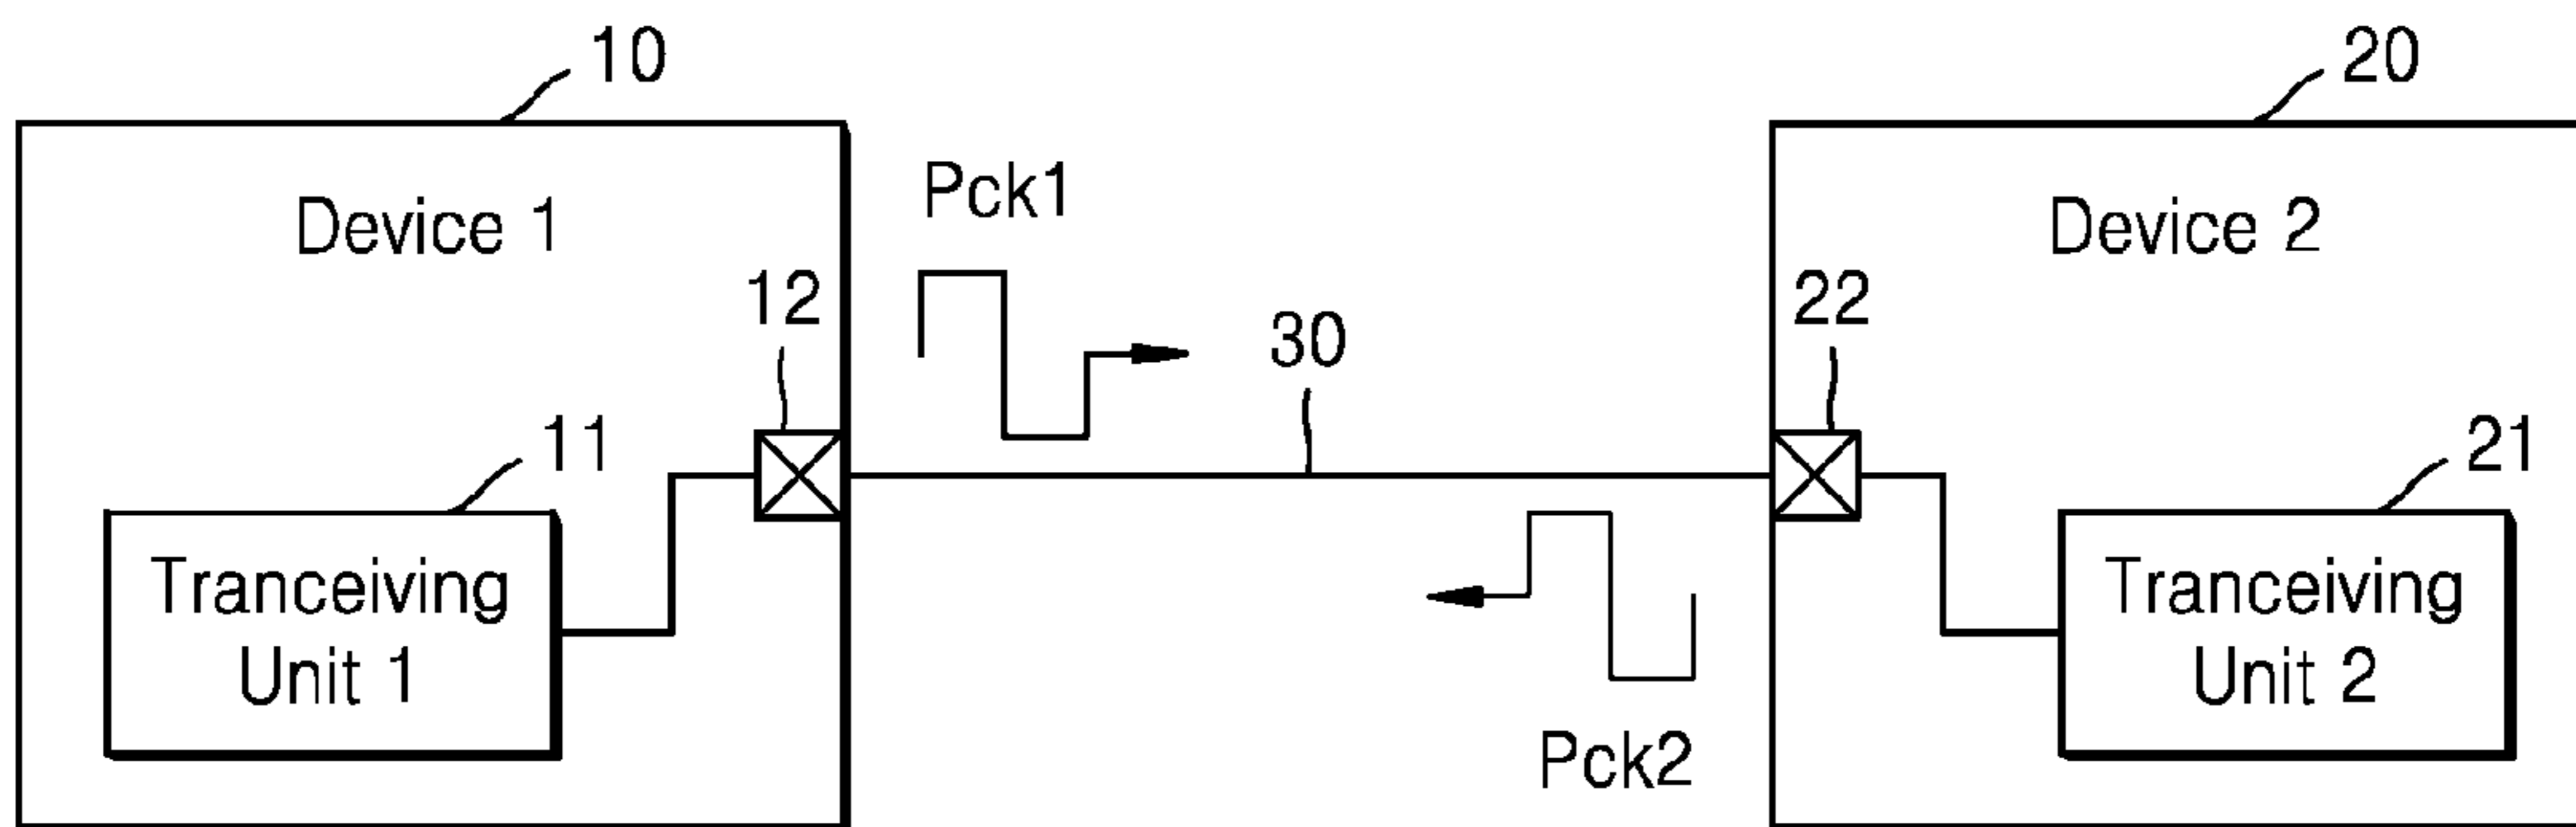 10
20
Pck1
Device 1
Device 2
12
22
30
11
21
Tranceiving
Unit 1
Tranceiving
Unit 2
Pck2